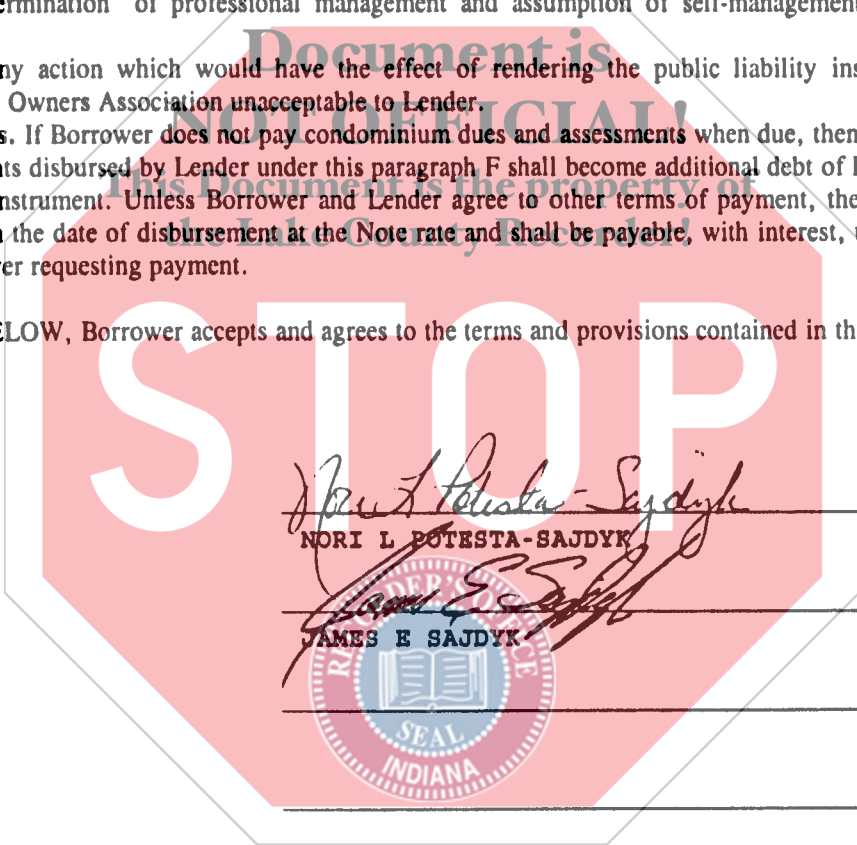 ermination of professional management and assumption of self-management
Document is
ny action which would have the effect of rendering the public liability ins
Owners Association unacceptable to Lender.
NOT OFFICIAL!
s. If Borrower does not pay condominium dues and assessments when due, then
ts disbursed by Lender under this paragraph F shall become additional debt of
This Document is the property of
nstrument. Unless Borrower and Lender agree to other terms of payment, the
the date of disbursement at the Note rate and shall be payable, with interest,
the Lake County Recorder!
er requesting payment.
ELOW, Borrower accepts and agrees to the terms and provisions contained in th
STOP
Nori L Potesta-Sajdyk
NORI L POTESTA-SAJDYK
James E Sajdyk
JAMES E SAJDYK
RECORDER'S OFFICE
SEAL
INDIANA